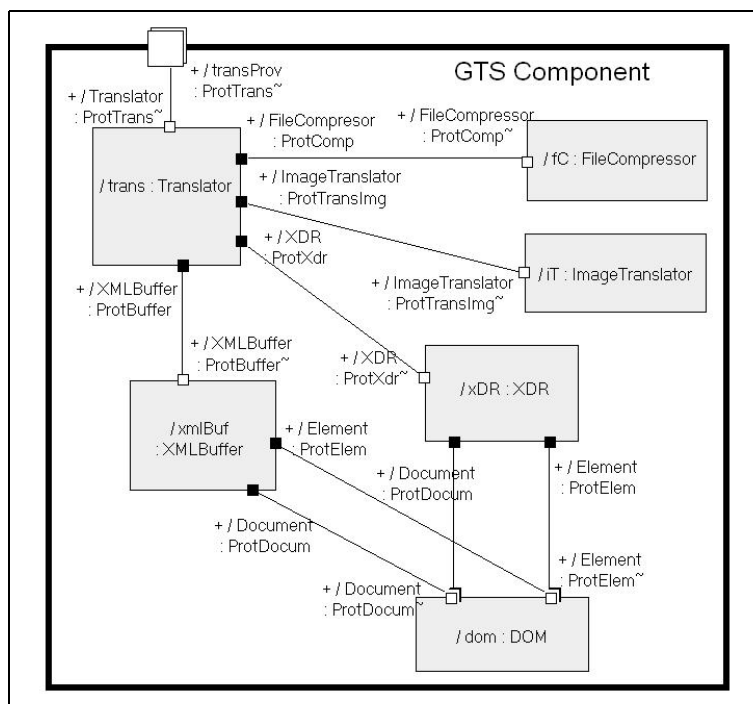 GTS Component
+ / transProv
: ProtTrans~
+ / Translator
: ProtTrans~
/ trans : Translator
+ / FileCompresor
: ProtComp
+ / FileCompressor
: ProtComp~
/ fC : FileCompressor
+ / ImageTranslator
: ProtTransImg
+ / XDR
: ProtXdr
+ / ImageTranslator
: ProtTransImg~
/ iT : ImageTranslator
+ / XMLBuffer
: ProtBuffer
+ / XMLBuffer
: ProtBuffer~
+ / XDR
: ProtXdr~
/ xDR : XDR
/ xmlBuf
: XMLBuffer
+ / Element
: ProtElem
+ / Document
: ProtDocum
+ / Element
: ProtElem
+ / Document
: ProtDocum
+ / Document
: ProtDocum~
+ / Element
: ProtElem~
/ dom : DOM